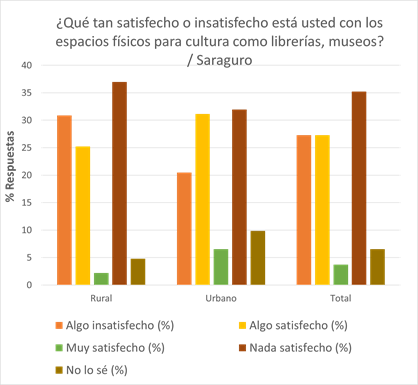 ¿Qué tan satisfecho o insatisfecho está usted con los
espacios físicos para cultura como librerías, museos?
/ Saraguro
40
35
30
25
20
15
10
5
0
% Respuestas
Rural Urbano Total
Algo insatisfecho (%) Algo satisfecho (%)
Muy satisfecho (%) Nada satisfecho (%)
No lo sé (%)